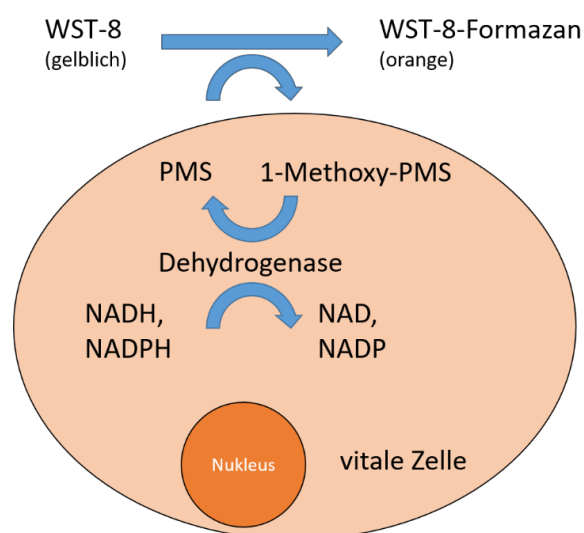 WST-8
(gelblich)
WST-8-Formazan
(orange)
PMS
1-Methoxy-PMS
Dehydrogenase
NADH,
NADPH
NAD,
NADP
Nukleus
vitale Zelle